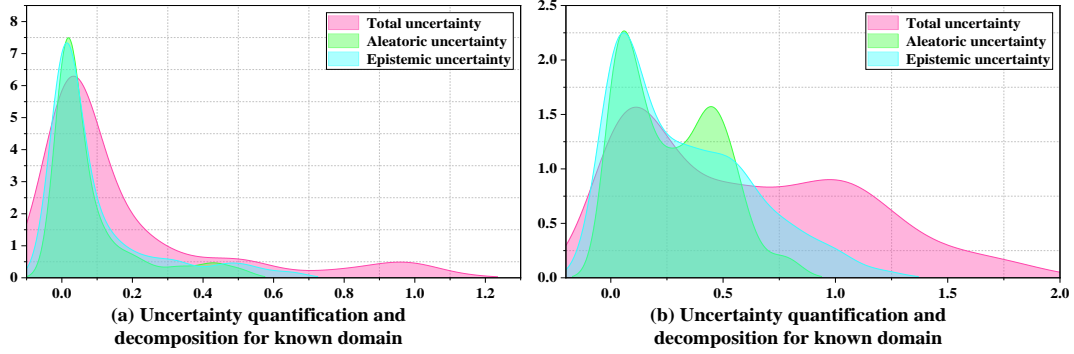 8
7
6
5
4
3
2
1
0
0.0 0.2 0.4 0.6 0.8 1.0 1.2
Total uncertainty
Aleatoric uncertainty
Epistemic uncertainty
(a) Uncertainty quantification and
decomposition for known domain
2.5
2.0
1.5
1.0
0.5
0.0
0.0 0.5 1.0 1.5 2.0
Total uncertainty
Aleatoric uncertainty
Epistemic uncertainty
(b) Uncertainty quantification and
decomposition for known domain